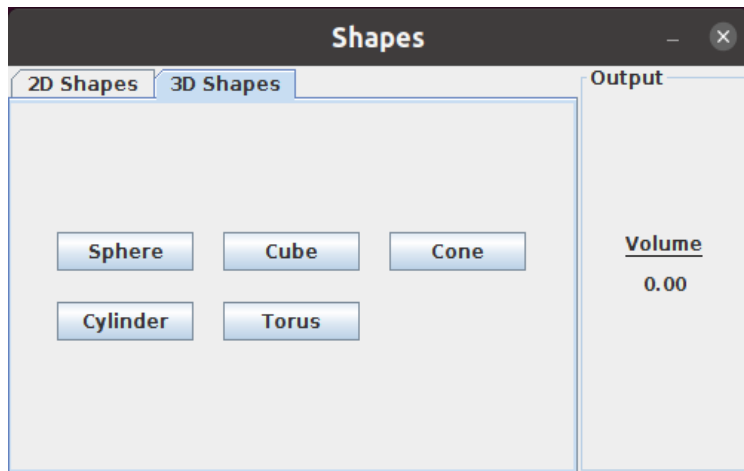 Shapes
2D Shapes 3D Shapes
Output
Sphere Cube Cone
Cylinder Torus
Volume
0.00